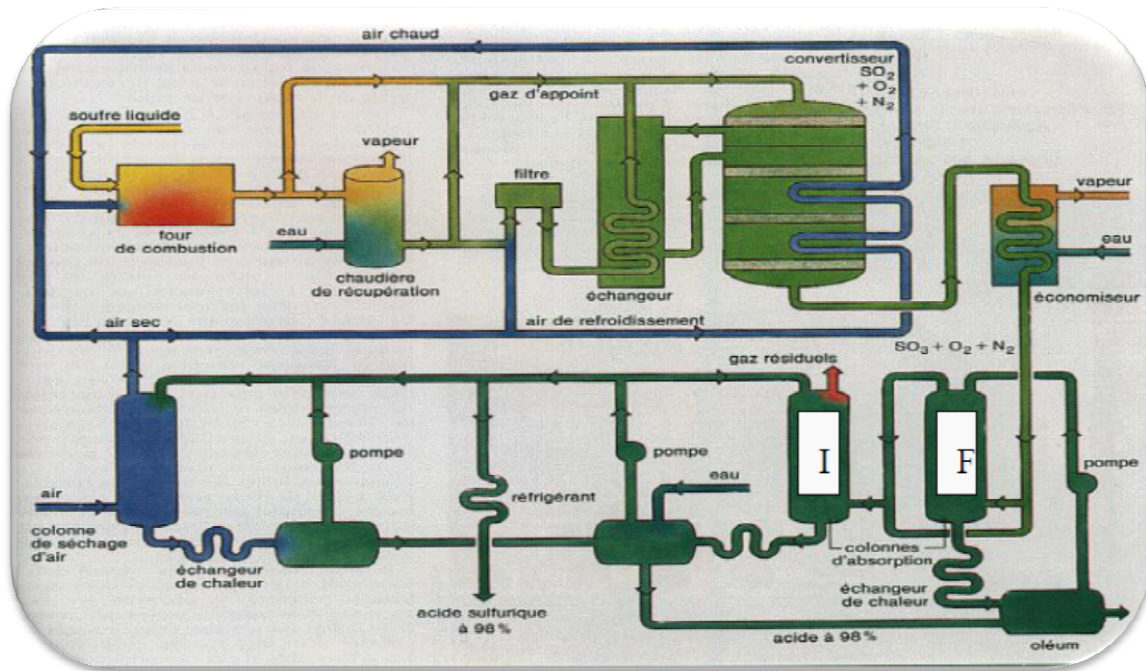 air chaud
convertisseur
SO2
+ O2
+ N2
gaz d'appoint
soufre liquide
vapeur
filtre
vapeur
four
de combustion
eau
eau
chaudière
de récupération
échangeur
économiseur
air sec
air de refroidissement
SO3 + O2 + N2
gaz résiduels
I
F
pompe
pompe
pompe
eau
réfrigérant
air
colonne
de séchage
d'air
colonnes
d'absorption
échangeur
de chaleur
échangeur
de chaleur
acide sulfurique
à 98 %
acide à 98 %
oléum